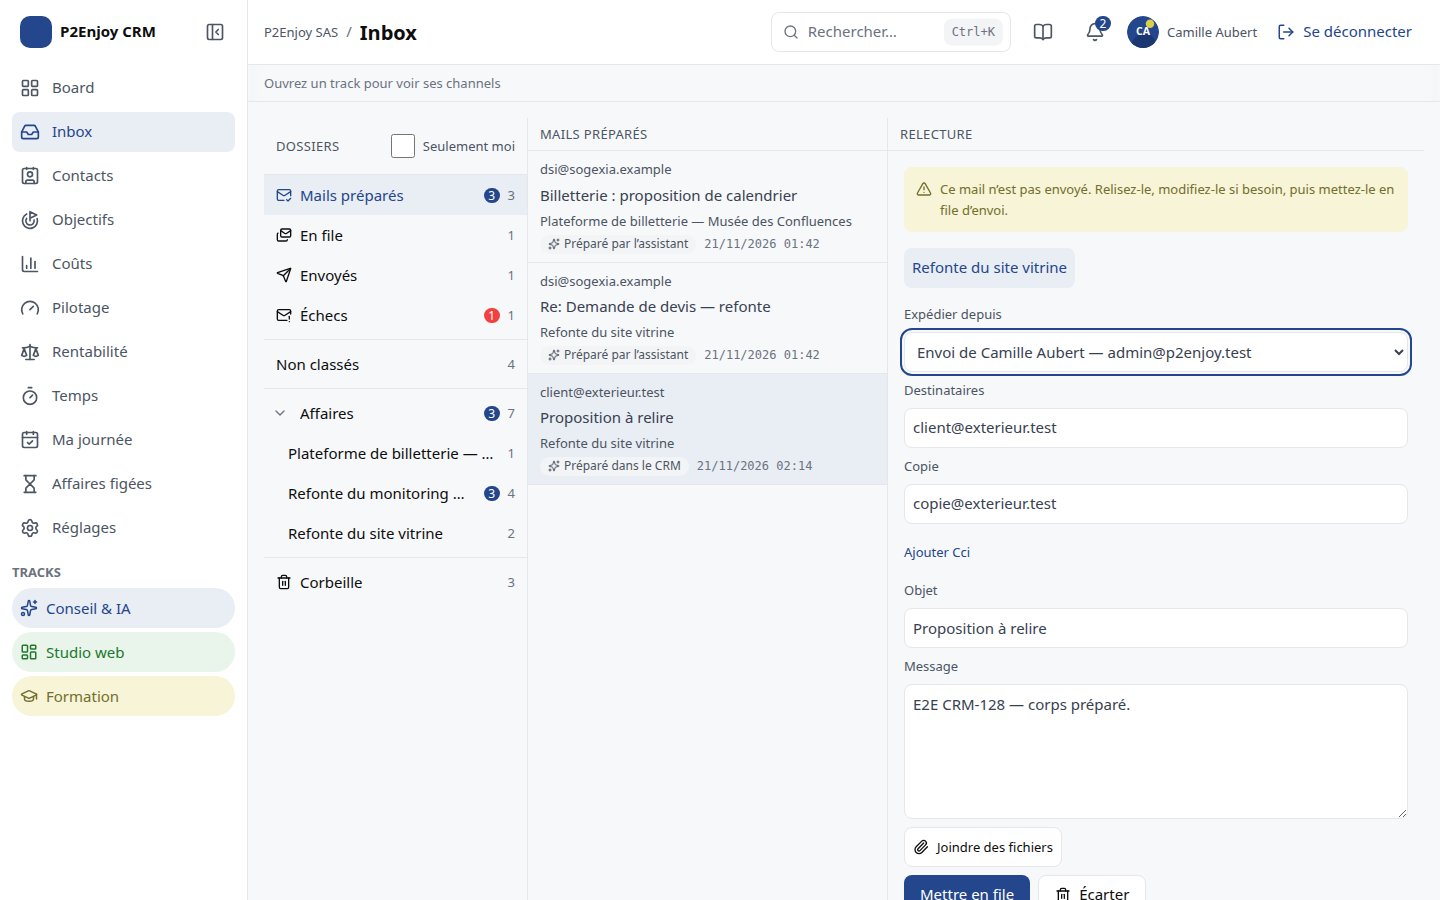 P2Enjoy CRM
Board
Inbox
Contacts
Objectifs
Coûts
Pilotage
Rentabilité
Temps
Ma journée
Affaires figées
Réglages
TRACKS
Conseil & IA
Studio web
Formation
P2Enjoy SAS / Inbox
Rechercher... Ctrl+K
2
CA Camille Aubert
Se déconnecter
Ouvrez un track pour voir ses channels
DOSSIERS Seulement moi
Mails préparés 3 3
En file 1
Envoyés 1
Échecs 1 1
Non classés 4
Affaires 3 7
Plateforme de billetterie — ... 1
Refonte du monitoring ... 3 4
Refonte du site vitrine 2
Corbeille 3
MAILS PRÉPARÉS
dsi@sogexia.example
Billetterie : proposition de calendrier
Plateforme de billetterie — Musée des Confluences
Préparé par l’assistant 21/11/2026 01:42
dsi@sogexia.example
Re: Demande de devis — refonte
Refonte du site vitrine
Préparé par l’assistant 21/11/2026 01:42
client@exterieur.test
Proposition à relire
Refonte du site vitrine
Préparé dans le CRM 21/11/2026 02:14
RELECTURE
Ce mail n’est pas envoyé. Relisez-le, modifiez-le si besoin, puis mettez-le en
file d’envoi.
Refonte du site vitrine
Expédier depuis
Envoi de Camille Aubert — admin@p2enjoy.test
Destinataires
client@exterieur.test
Copie
copie@exterieur.test
Ajouter Cci
Objet
Proposition à relire
Message
E2E CRM-128 — corps préparé.
Joindre des fichiers
Mettre en file Écarter